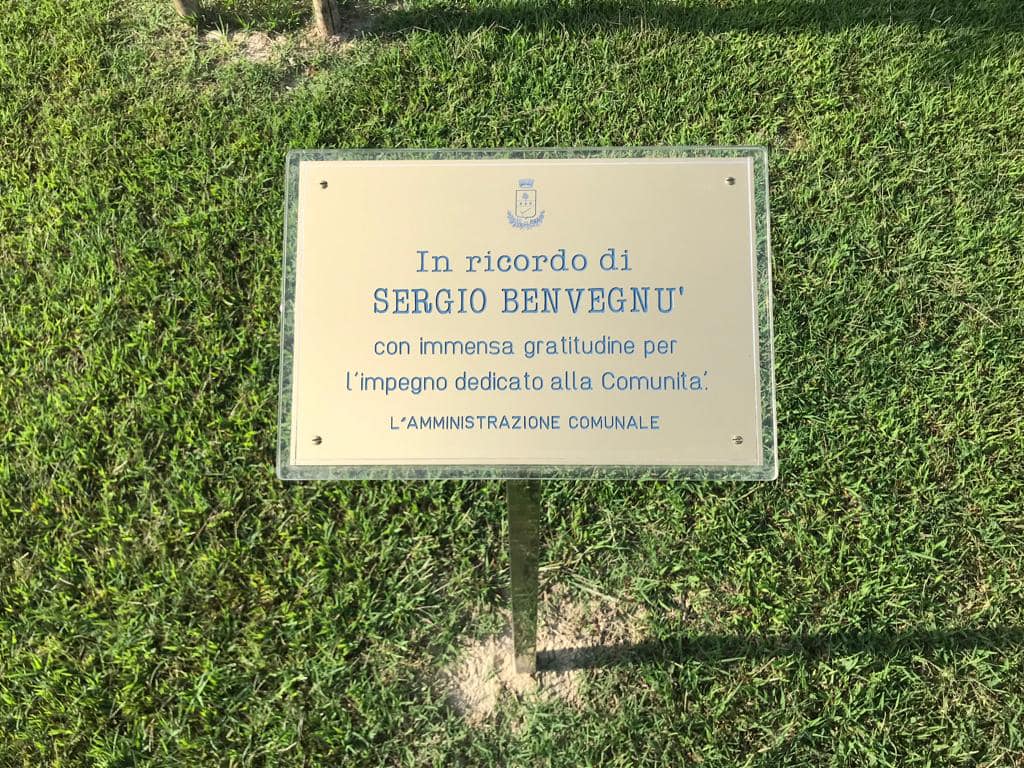 In ricordo di
SERGIO BENVEGNU'
con immensa gratitudine per
l'impegno dedicato alla Comunita'.
L'AMMINISTRAZIONE COMUNALE